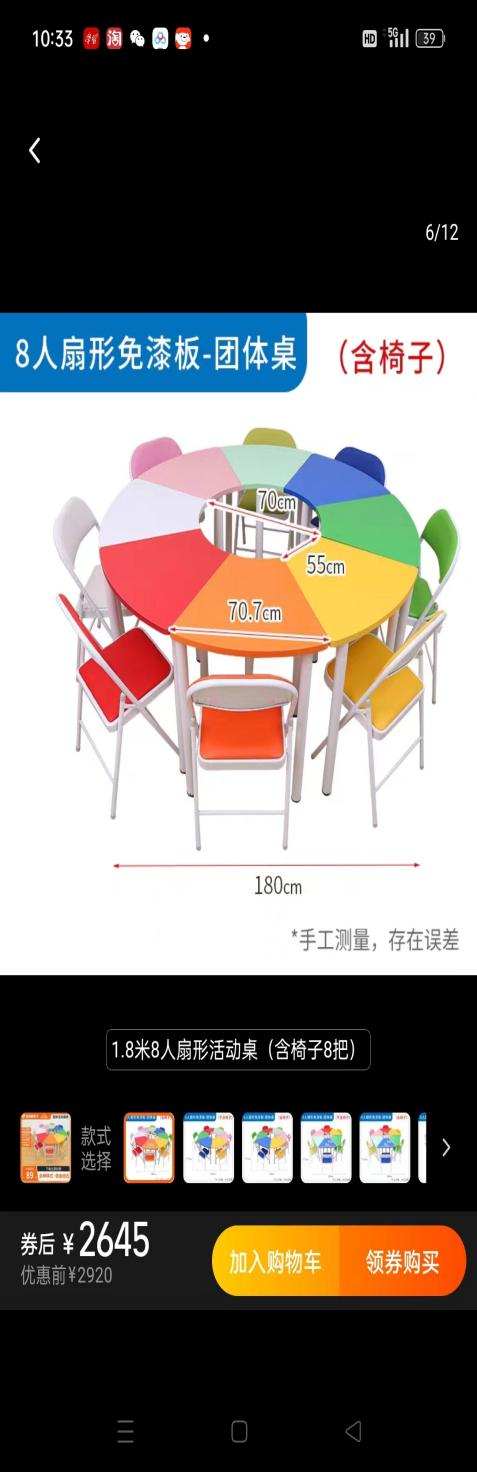 10:33
HD 5G 39
6/12
8人扇形免漆板-团体桌 （含椅子）
70cm
55cm
70.7cm
180cm
*手工测量，存在误差
1.8米8人扇形活动桌（含椅子8把）
款式
选择
券后 ¥2645
优惠前¥2920
加入购物车 领券购买